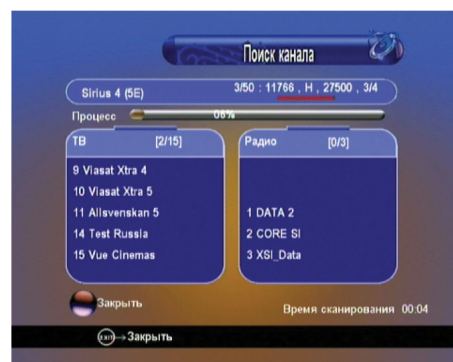 Поиск канала
Sirius 4 (5E) 3/50 : 11766 , H , 27500 , 3/4
Процесс 06%
ТВ [2/15] Радио [0/3]
9 Viasat Xtra 4
10 Viasat Xtra 5
11 Allsvenskan 5 1 DATA 2
14 Test Russia 2 CORE SI
15 Vue Cinemas 3 XSI_Data
Закрыть
Время сканирования 00:04
EXIT → Закрыть